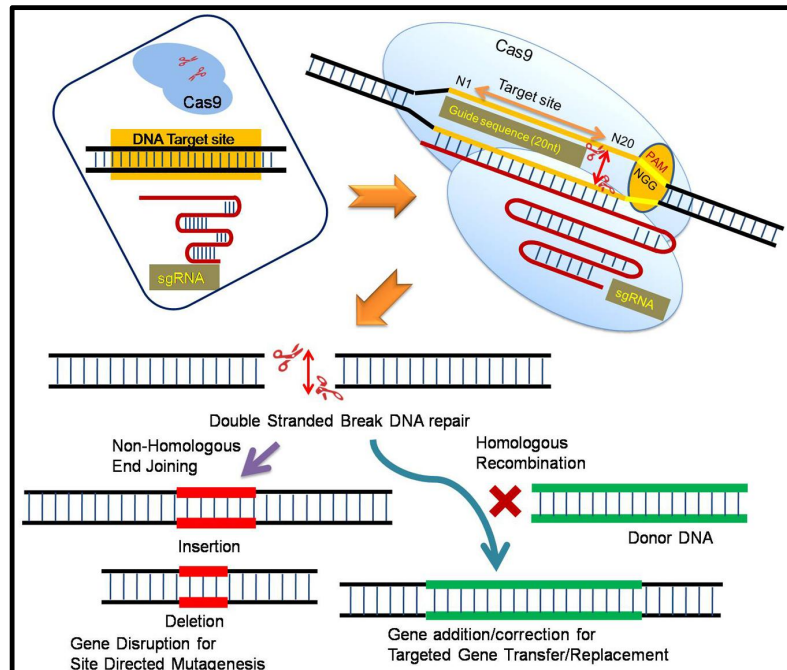 Cas9
DNA Target site
sgRNA
Cas9
N1
Target site
Guide sequence (20nt)
N20
PAM
NGG
sgRNA
Double Stranded Break DNA repair
Non-Homologous
End Joining
Homologous
Recombination
Insertion
Donor DNA
Deletion
Gene Disruption for
Site Directed Mutagenesis
Gene addition/correction for
Targeted Gene Transfer/Replacement